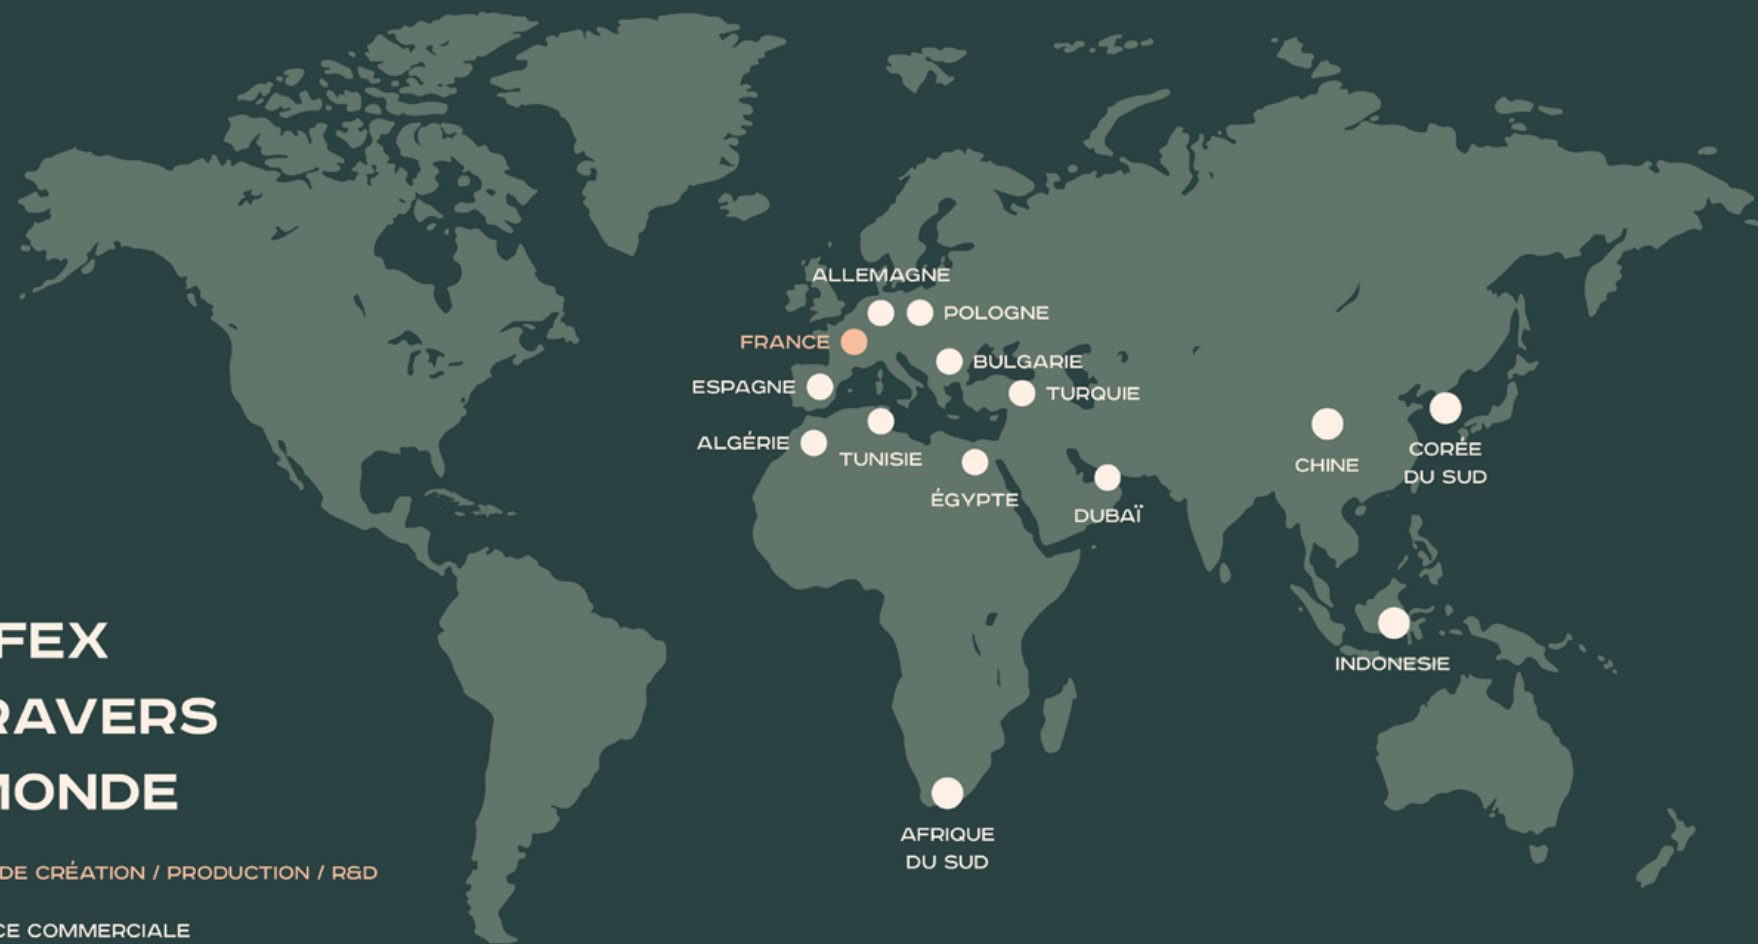 ALLEMAGNE
POLOGNE
FRANCE
BULGARIE
ESPAGNE
TURQUIE
ALGÉRIE
TUNISIE
ÉGYPTE
DUBAÏ
CHINE
CORÉE
DU SUD
INDONESIE
AFRIQUE
DU SUD
FEX
RAVERS
MONDE
DE CRÉATION / PRODUCTION / R&D
CE COMMERCIALE